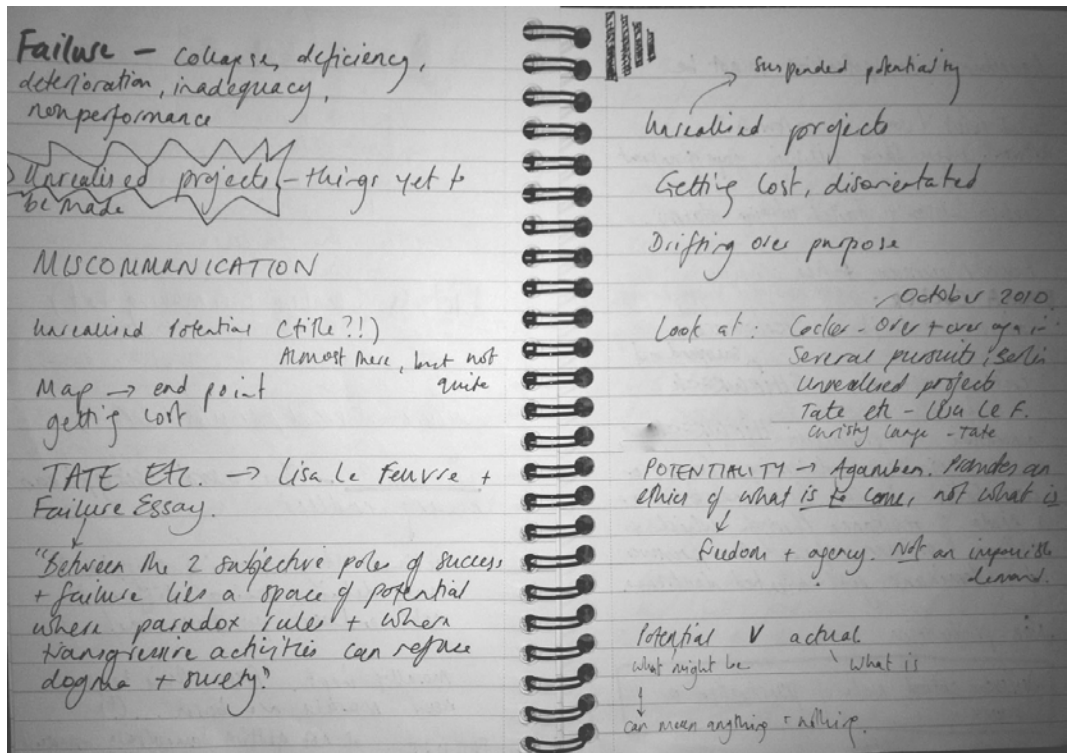 Failure – collapse, deficiency,
deterioration, inadequacy,
nonperformance
Unrealised projects – things yet to
be made
MISCOMMUNICATION
Unrealised Potential (title?!)
Almost there, but not
quite
Map → end point
getting lost
TATE ETC. → Lisa Le Feuvre +
Failure Essay.
"Between the 2 subjective poles of success
+ failure lies a space of potential
where paradox rules + where
transgressive activities can refuse
dogma + surety."
suspended potentiality
Unrealised projects
Getting lost, disorientated
Drifting over purpose
October 2010
Look at: Cocker – Over + over again
Several pursuits: Berlin
Unrealised projects
Tate etc – Lisa Le F.
Christy Lange – Tate
POTENTIALITY → Agamben. Provides an
ethics of what is to come, not what is
freedom + agency. Not an impossible
demand.
Potential V actual
what might be what is
can mean anything + nothing.